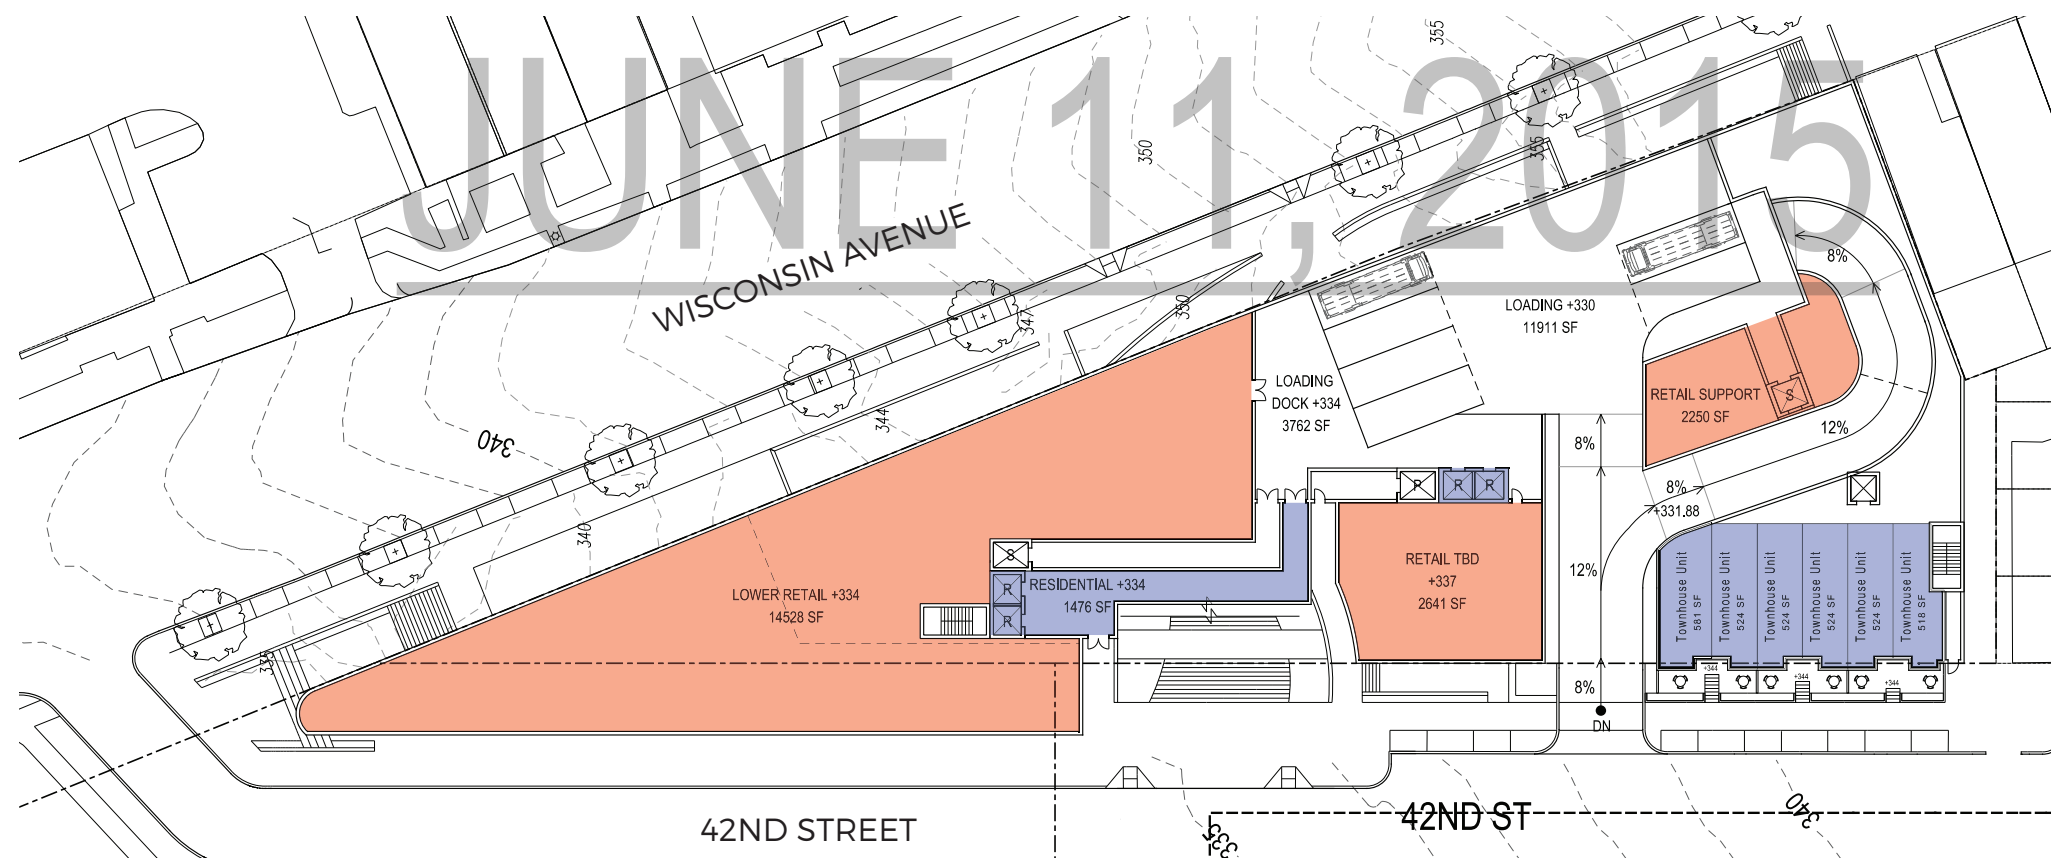 JUNE 11, 2015
WISCONSIN AVENUE
355
350
355
350
347
344
340
340
335
LOADING +330
11911 SF
8%
LOADING
DOCK +334
3762 SF
RETAIL SUPPORT
2250 SF
S
12%
8%
8%
+331.88
R
R
R
12%
RETAIL TBD
+337
2641 SF
LOWER RETAIL +334
14528 SF
S
R
R
RESIDENTIAL +334
1476 SF
Townhouse Unit
581 SF
Townhouse Unit
524 SF
Townhouse Unit
524 SF
Townhouse Unit
524 SF
Townhouse Unit
524 SF
Townhouse Unit
518 SF
+344
+344
+344
8%
DN
42ND STREET
42ND ST
335
340